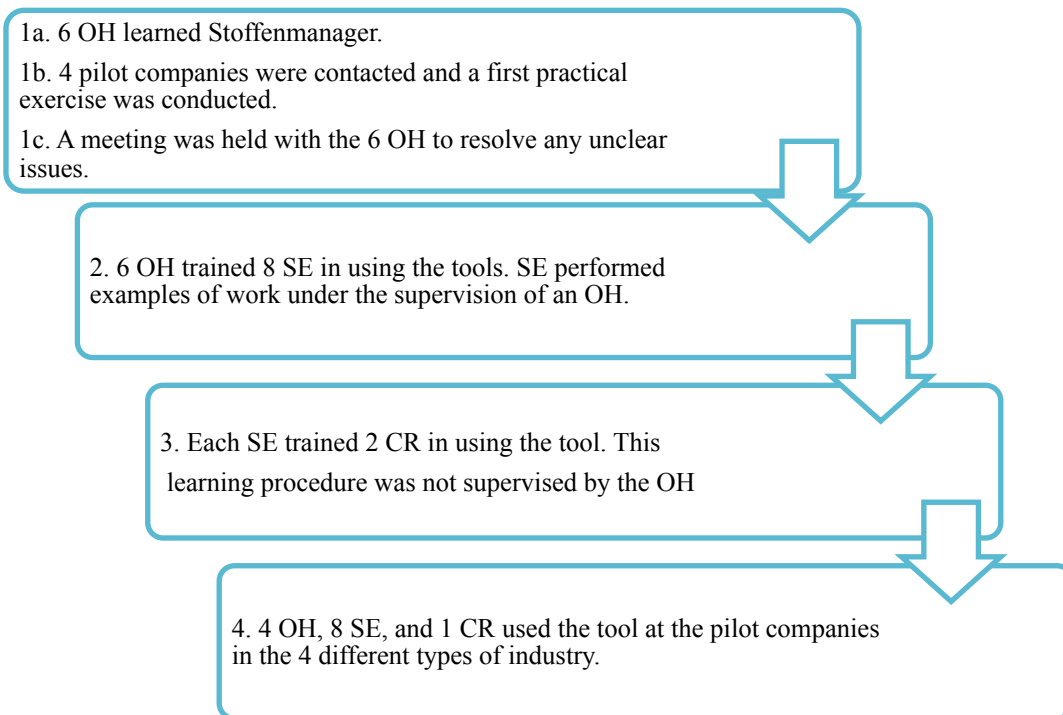 1a. 6 OH learned Stoffenmanager.
1b. 4 pilot companies were contacted and a first practical
exercise was conducted.
1c. A meeting was held with the 6 OH to resolve any unclear
issues.
2. 6 OH trained 8 SE in using the tools. SE performed
examples of work under the supervision of an OH.
3. Each SE trained 2 CR in using the tool. This
learning procedure was not supervised by the OH
4. 4 OH, 8 SE, and 1 CR used the tool at the pilot companies
in the 4 different types of industry.